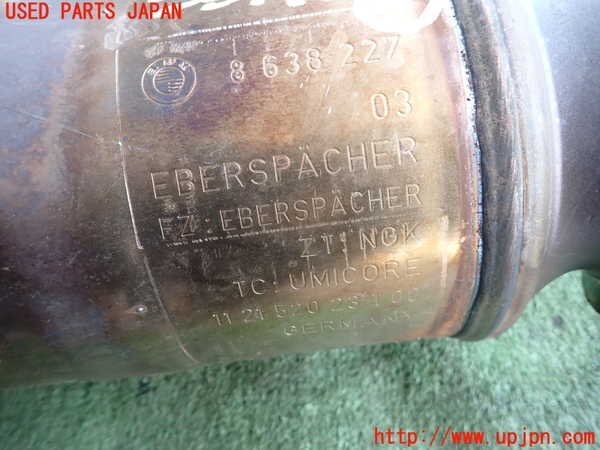 USED PARTS JAPAN
BMW
8 638 227
03
EBERSPÄCHER
FZ: EBERSPÄCHER
ZT: NGK
TC: UMICORE
GERMANY
http://www.upjpn.com/